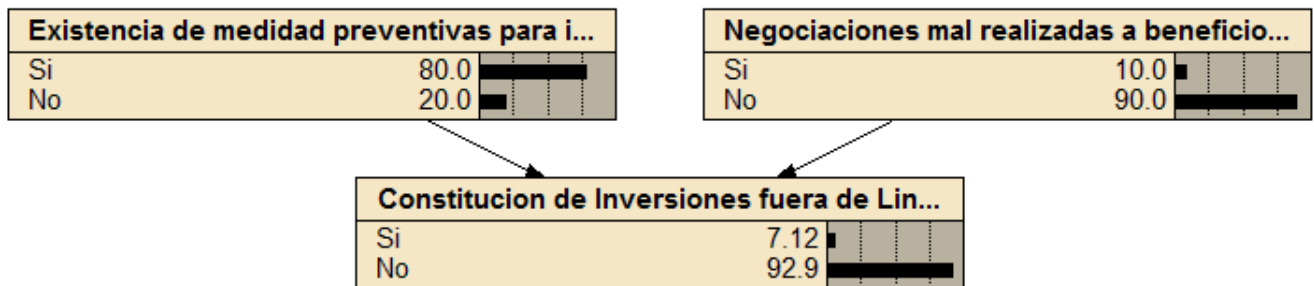 Existencia de medidad preventivas para i...
Si 80.0
No 20.0
Negociaciones mal realizadas a beneficio...
Si 10.0
No 90.0
Constitucion de Inversiones fuera de Lin...
Si 7.12
No 92.9